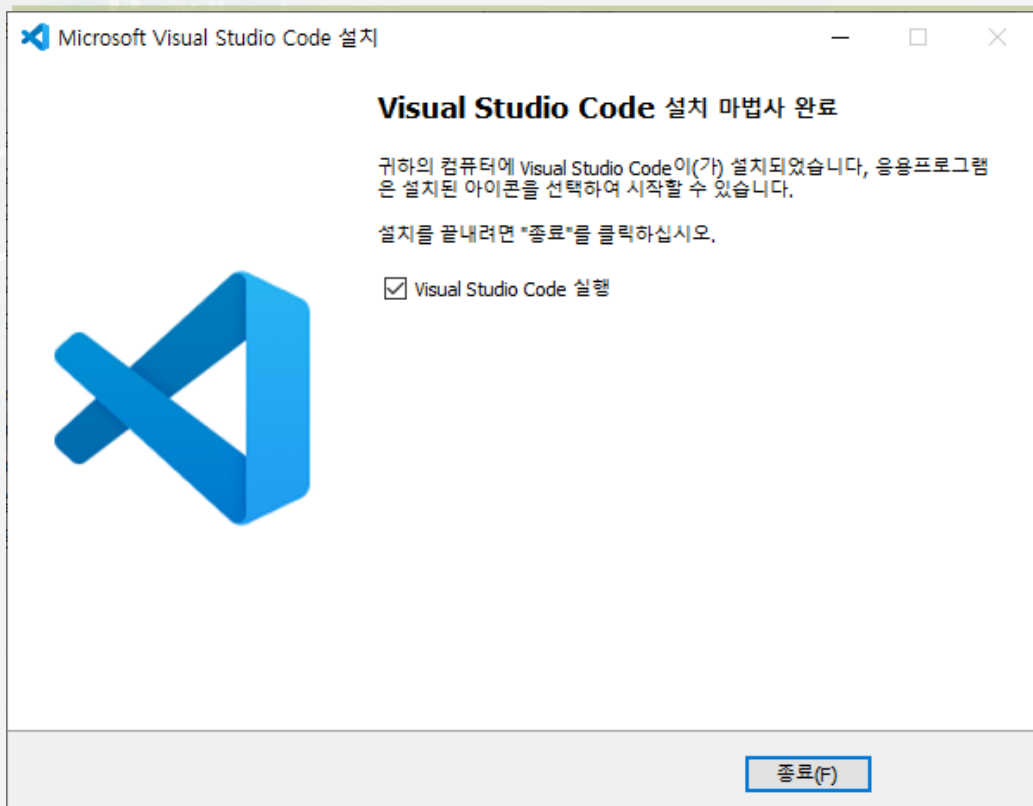 Microsoft Visual Studio Code 설치
Visual Studio Code 설치 마법사 완료
귀하의 컴퓨터에 Visual Studio Code이(가) 설치되었습니다, 응용프로그램
은 설치된 아이콘을 선택하여 시작할 수 있습니다.
설치를 끝내려면 "종료"를 클릭하십시오.
Visual Studio Code 실행
종료(F)